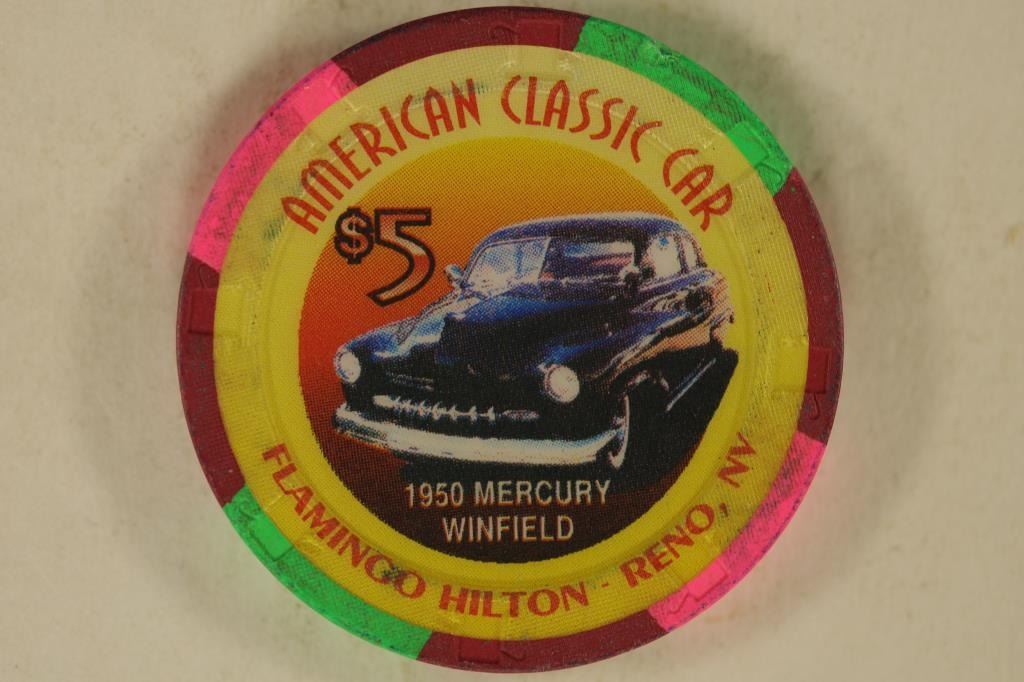 AMERICAN CLASSIC CAR
$5
1950 MERCURY
WINFIELD
FLAMINGO HILTON - RENO, NV